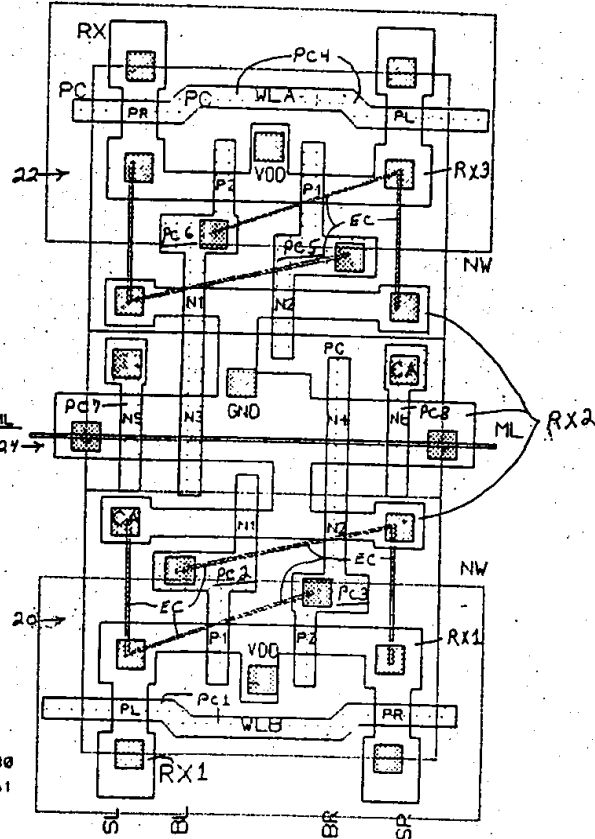 RX
PC4
PC PC WLA
PR PL
22
VDD
RX3
P2 P1
PC6 EC
PC5
NW
N1 N2
PC
CA
PC7 N5 N3 GND N4 N6 PC8
RX2
ML ML
24
CA
N1 N2
PC2 EC NW
EC PC3
20
P1 VDD P2 RX1
PC1
PL PR
WLB
RX1
SL BL BR SR